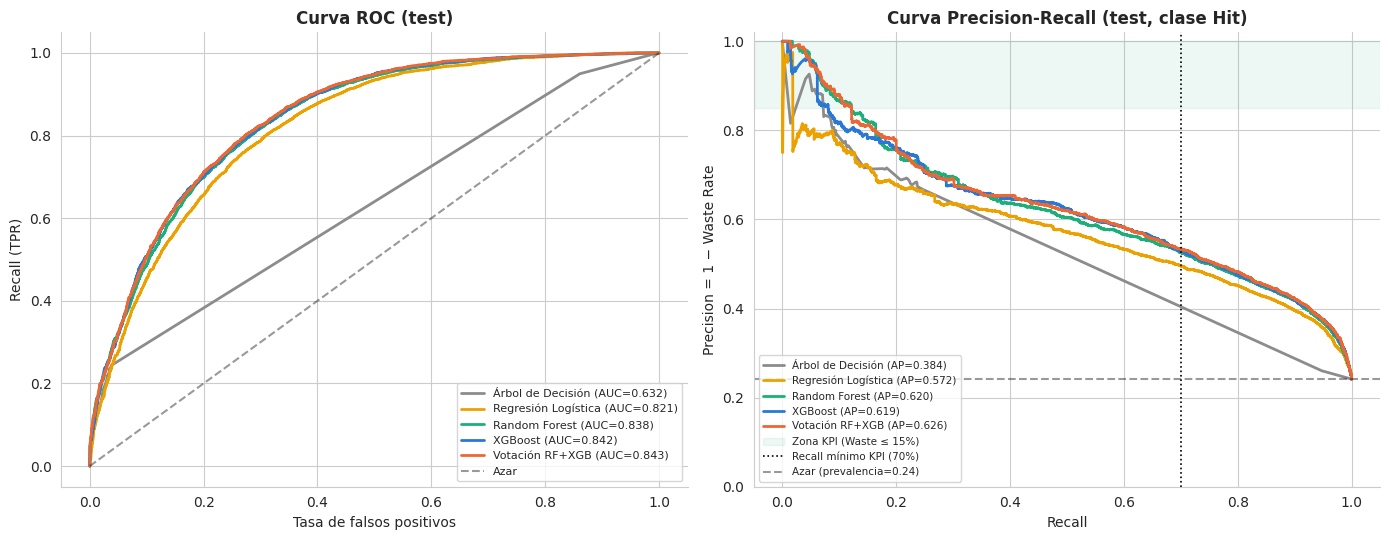 Curva ROC (test)
Recall (TPR)
1.0
0.8
0.6
0.4
0.2
0.0
0.0 0.2 0.4 0.6 0.8 1.0
Tasa de falsos positivos
Árbol de Decisión (AUC=0.632)
Regresión Logística (AUC=0.821)
Random Forest (AUC=0.838)
XGBoost (AUC=0.842)
Votación RF+XGB (AUC=0.843)
Azar
Curva Precision-Recall (test, clase Hit)
Precision = 1 − Waste Rate
1.0
0.8
0.6
0.4
0.2
0.0
0.0 0.2 0.4 0.6 0.8 1.0
Recall
Árbol de Decisión (AP=0.384)
Regresión Logística (AP=0.572)
Random Forest (AP=0.620)
XGBoost (AP=0.619)
Votación RF+XGB (AP=0.626)
Zona KPI (Waste ≤ 15%)
Recall mínimo KPI (70%)
Azar (prevalencia=0.24)